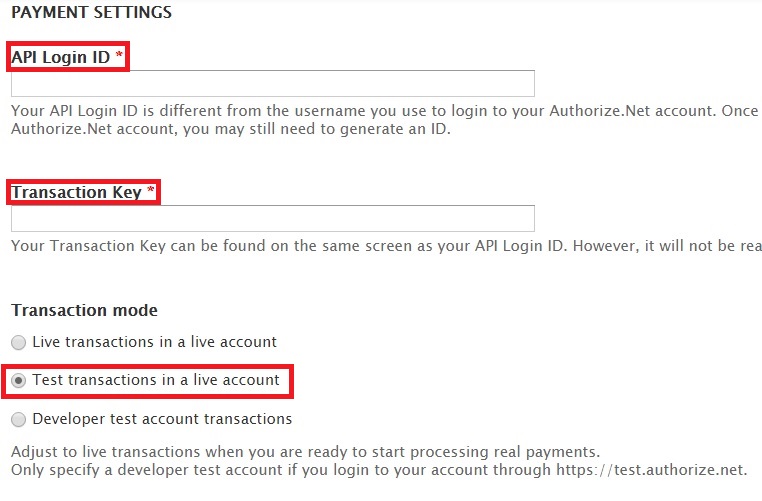 PAYMENT SETTINGS
API Login ID *
Your API Login ID is different from the username you use to login to your Authorize.Net account. Once
Authorize.Net account, you may still need to generate an ID.
Transaction Key *
Your Transaction Key can be found on the same screen as your API Login ID. However, it will not be rea
Transaction mode
Live transactions in a live account
Test transactions in a live account
Developer test account transactions
Adjust to live transactions when you are ready to start processing real payments.
Only specify a developer test account if you login to your account through https://test.authorize.net.